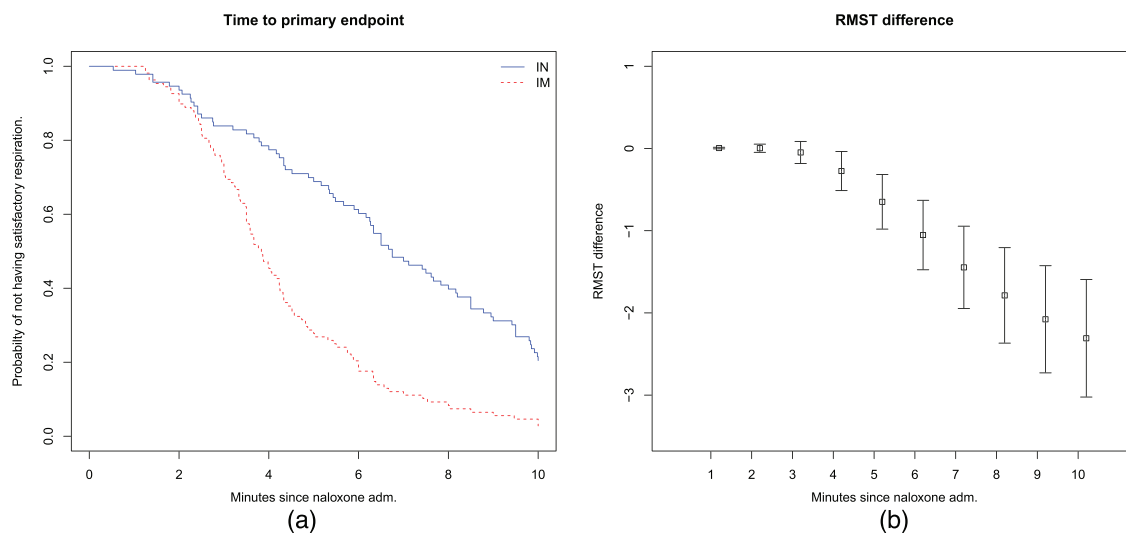 Time to primary endpoint
Probabilty of not having satisfactory respiration.
1.0
0.8
0.6
0.4
0.2
0.0
IN
IM
0 2 4 6 8 10
Minutes since naloxone adm.
(a)
RMST difference
RMST difference
1
0
−1
−2
−3
1 2 3 4 5 6 7 8 9 10
Minutes since naloxone adm.
(b)